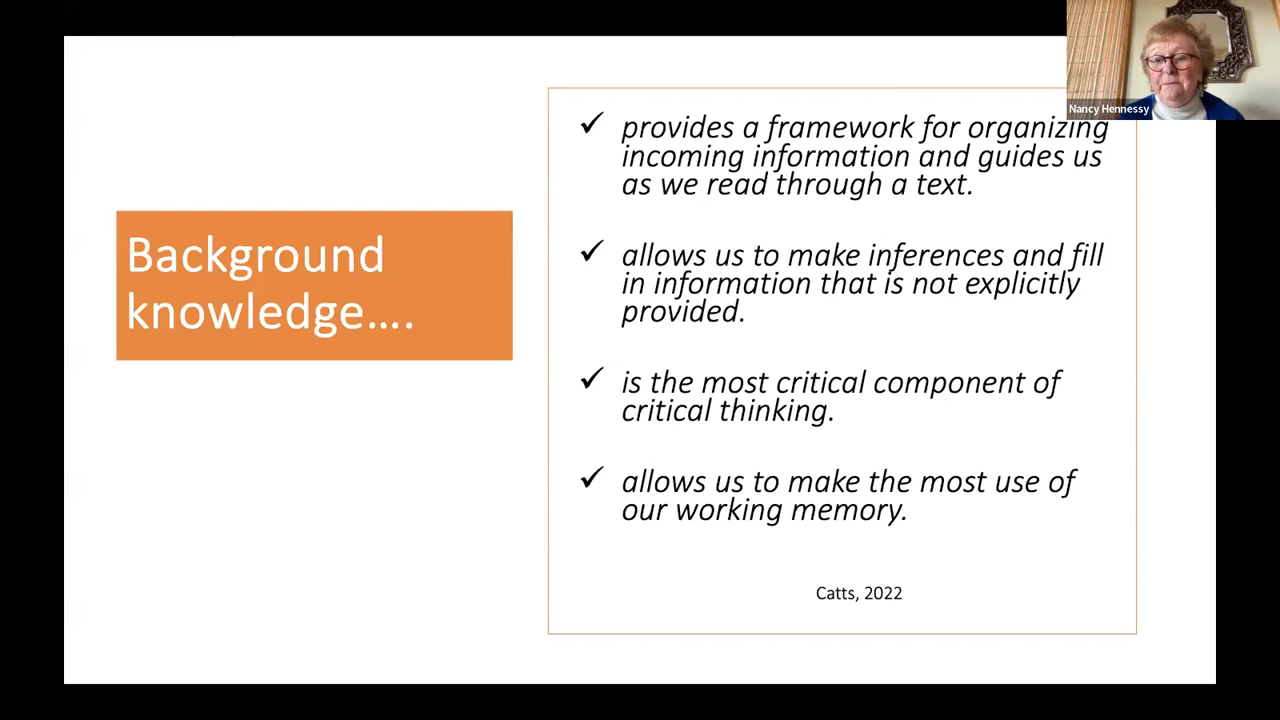 Nancy Hennessy
Background
knowledge….
✓ provides a framework for organizing
incoming information and guides us
as we read through a text.
✓ allows us to make inferences and fill
in information that is not explicitly
provided.
✓ is the most critical component of
critical thinking.
✓ allows us to make the most use of
our working memory.
Catts, 2022